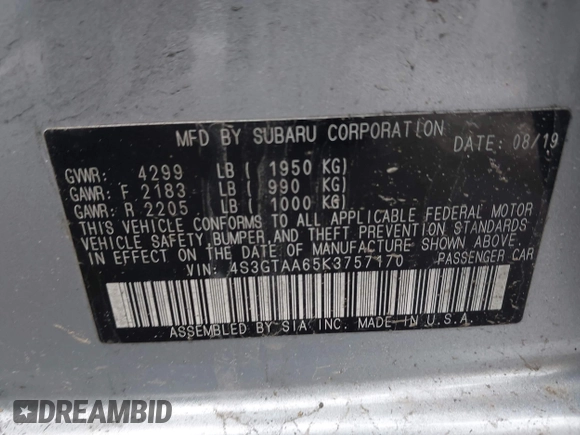 MFD BY SUBARU CORPORATION DATE: 08/19
GVWR: 4299 LB ( 1950 KG)
GAWR: F 2183 LB ( 990 KG)
GAWR: R 2205 LB ( 1000 KG)
THIS VEHICLE CONFORMS TO ALL APPLICABLE FEDERAL MOTOR
VEHICLE SAFETY, BUMPER, AND THEFT PREVENTION STANDARDS
IN EFFECT ON THE DATE OF MANUFACTURE SHOWN ABOVE.
VIN: 4S3GTAA65K3757170 PASSENGER CAR
ASSEMBLED BY SIA INC. MADE IN U.S.A.
DREAMBID